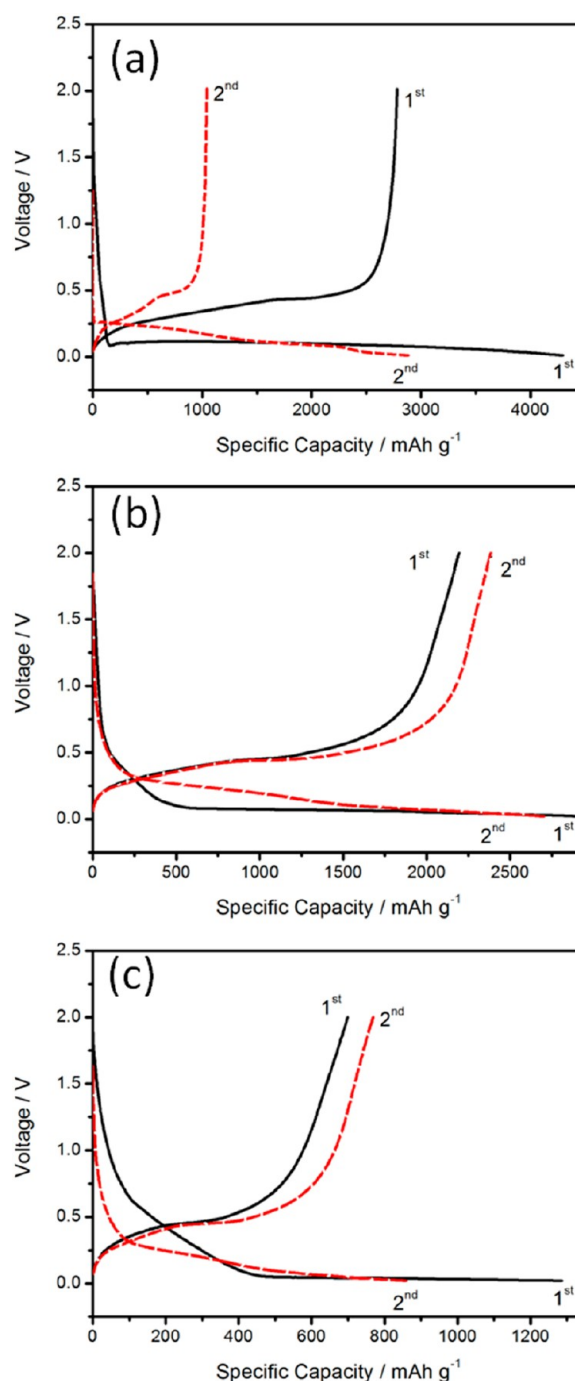 (a)
2.5
2.0
1.5
1.0
0.5
0.0
Voltage / V
2nd
1st
2nd
1st
0 1000 2000 3000 4000
Specific Capacity / mAh g-1
(b)
2.5
2.0
1.5
1.0
0.5
0.0
Voltage / V
1st
2nd
2nd
1st
0 500 1000 1500 2000 2500
Specific Capacity / mAh g-1
(c)
2.5
2.0
1.5
1.0
0.5
0.0
Voltage / V
1st
2nd
2nd
1st
0 200 400 600 800 1000 1200
Specific Capacity / mAh g-1